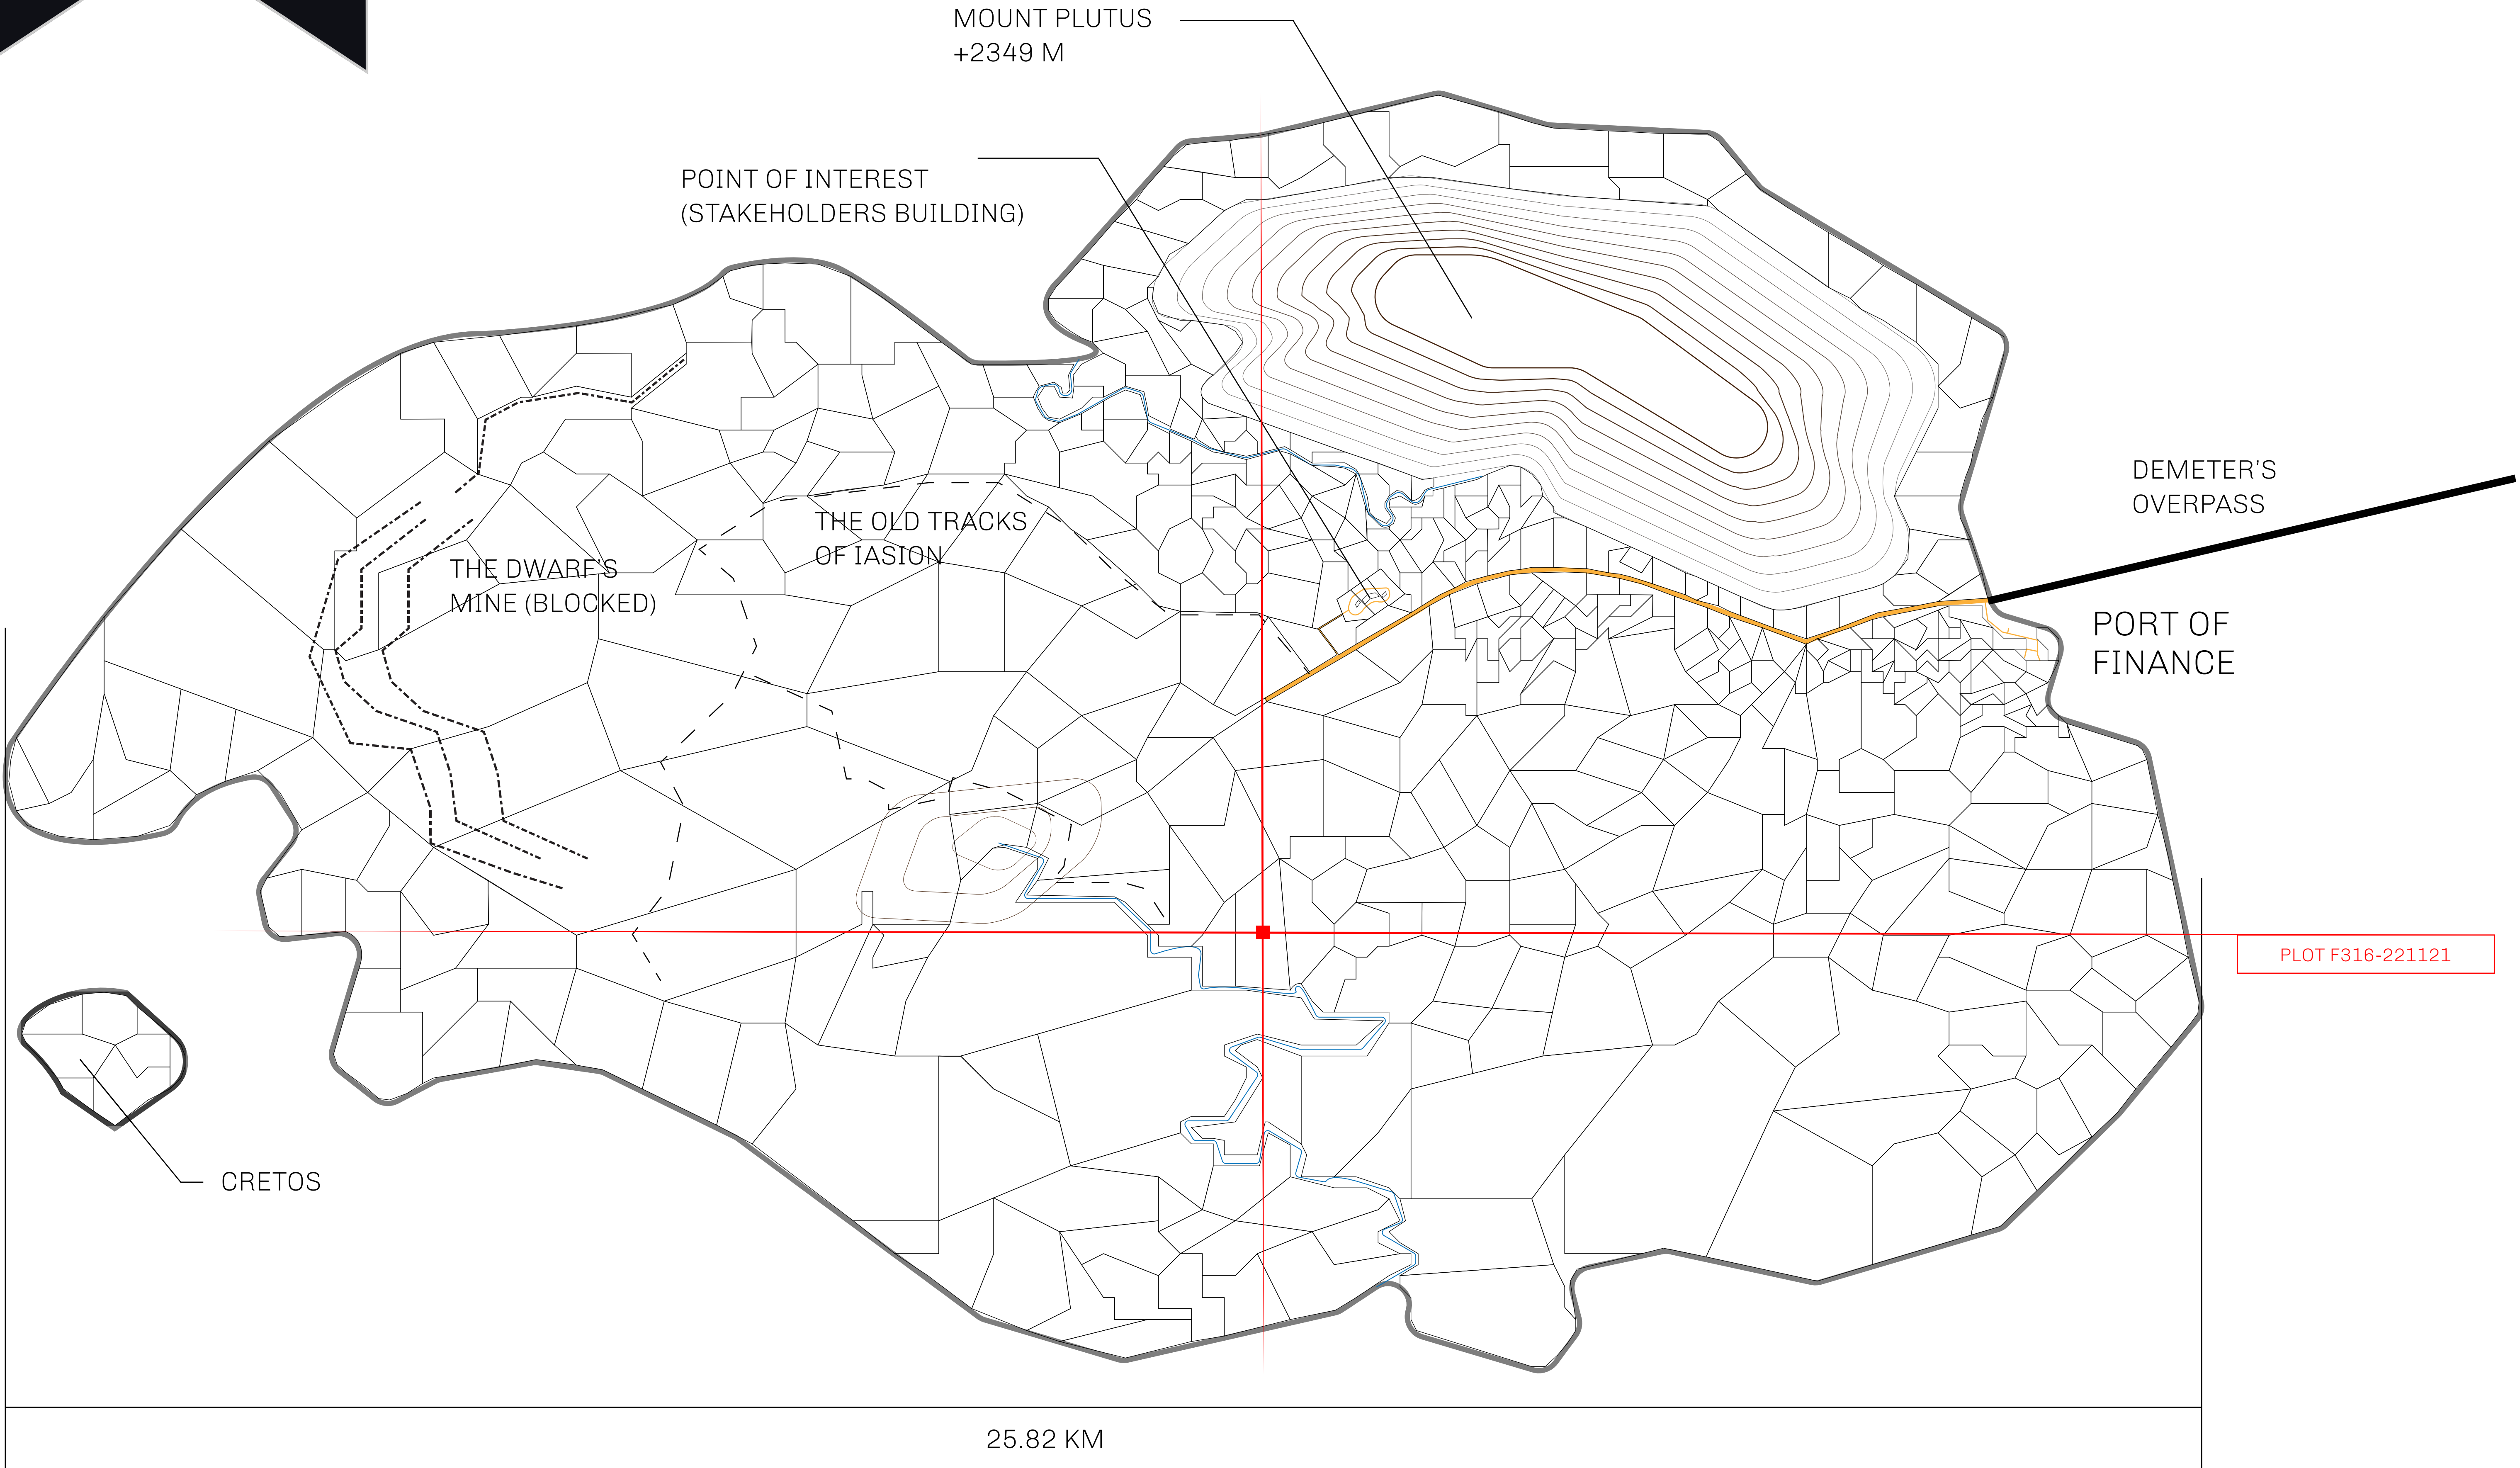 MOUNT PLUTUS
+2349 M
POINT OF INTEREST
(STAKEHOLDERS BUILDING)
DEMETER'S
OVERPASS
THE OLD TRACKS
OF IASION
THE DWARF'S
MINE (BLOCKED)
PORT OF
FINANCE
PLOT F316-221121
CRETOS
25.82 KM